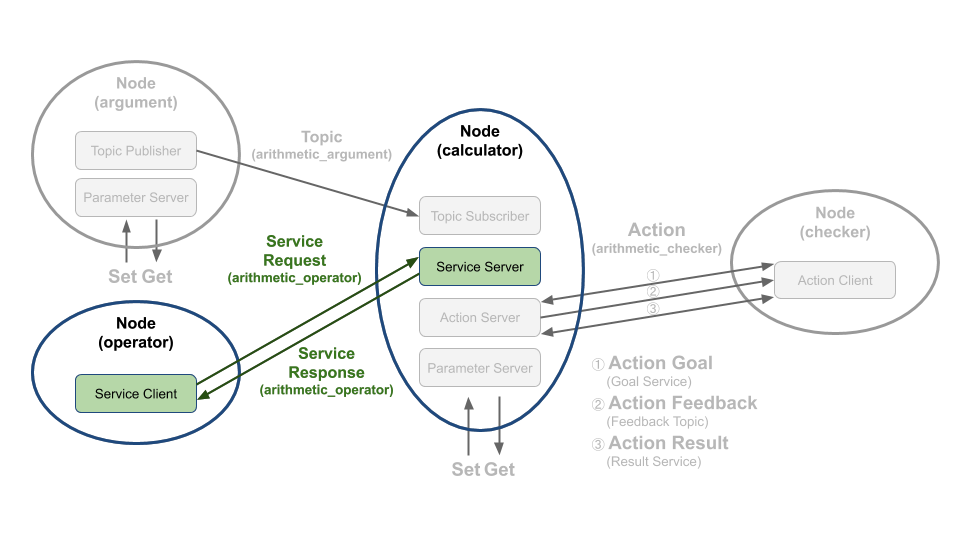 Node
(argument)
Topic Publisher
Parameter Server
Set Get
Topic
(arithmetic_argument)
Node
(calculator)
Topic Subscriber
Service Server
Action Server
Parameter Server
Set Get
Service
Request
(arithmetic_operator)
Service
Response
(arithmetic_operator)
Node
(operator)
Service Client
Action
(arithmetic_checker)
①
②
③
Node
(checker)
Action Client
① Action Goal
(Goal Service)
② Action Feedback
(Feedback Topic)
③ Action Result
(Result Service)